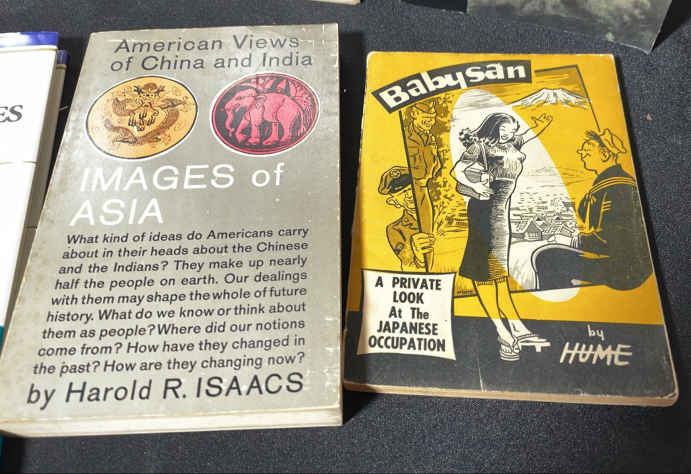 ES
American Views
of China and India
IMAGES of
ASIA
What kind of ideas do Americans carry
about in their heads about the Chinese
and the Indians? They make up nearly
half the people on earth. Our dealings
with them may shape the whole of future
history. What do we know or think about
them as people? Where did our notions
come from? How have they changed in
the past? How are they changing now?
by Harold R. ISAACS
Babysan
A PRIVATE
LOOK
At The
JAPANESE
OCCUPATION
by
HUME